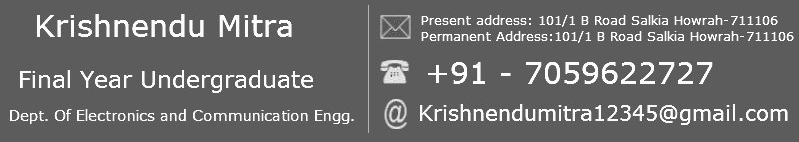 Krishnendu Mitra
Final Year Undergraduate
Dept. Of Electronics and Communication Engg.
Present address: 101/1 B Road Salkia Howrah-711106
Permanent Address:101/1 B Road Salkia Howrah-711106
+91 - 7059622727
@ Krishnendumitra12345@gmail.com